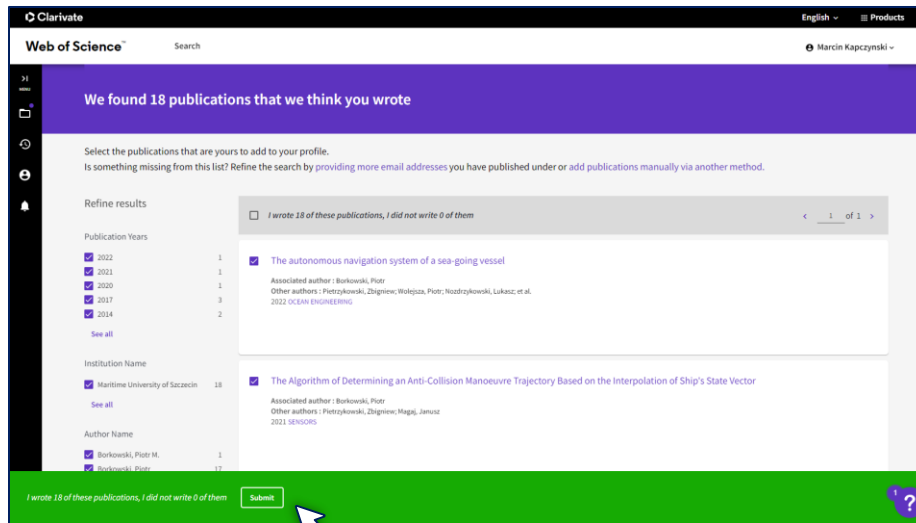 Clarivate
English
Products
Web of Science™
Search
Marcin Kapczynski
MENU
We found 18 publications that we think you wrote
Select the publications that are yours to add to your profile.
Is something missing from this list? Refine the search by providing more email addresses you have published under or add publications manually via another method.
Refine results
I wrote 18 of these publications, I did not write 0 of them
1 of 1
Publication Years
2022 1
2021 1
2020 1
2017 3
2014 2
See all
The autonomous navigation system of a sea-going vessel
Associated author : Borkowski, Piotr
Other authors : Pietrzykowski, Zbigniew; Wolejsza, Piotr; Nozdrzykowski, Lukasz; et al.
2022 OCEAN ENGINEERING
Institution Name
Maritime University of Szczecin 18
See all
The Algorithm of Determining an Anti-Collision Manoeuvre Trajectory Based on the Interpolation of Ship's State Vector
Associated author : Borkowski, Piotr
Other authors : Pietrzykowski, Zbigniew; Magaj, Janusz
2021 SENSORS
Author Name
Borkowski, Piotr M. 1
Borkowski, Piotr 17
I wrote 18 of these publications, I did not write 0 of them
Submit
1
?